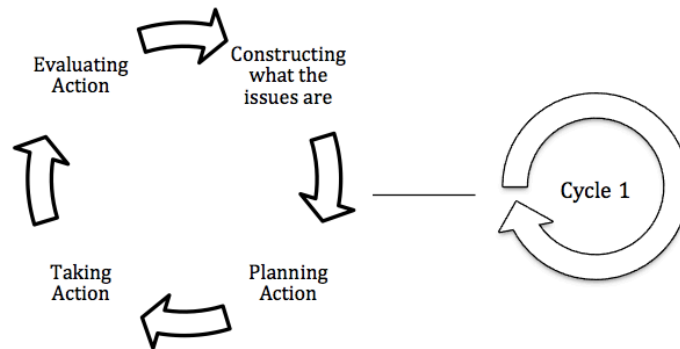 Evaluating
Action
Constructing
what the
issues are
Cycle 1
Taking
Action
Planning
Action